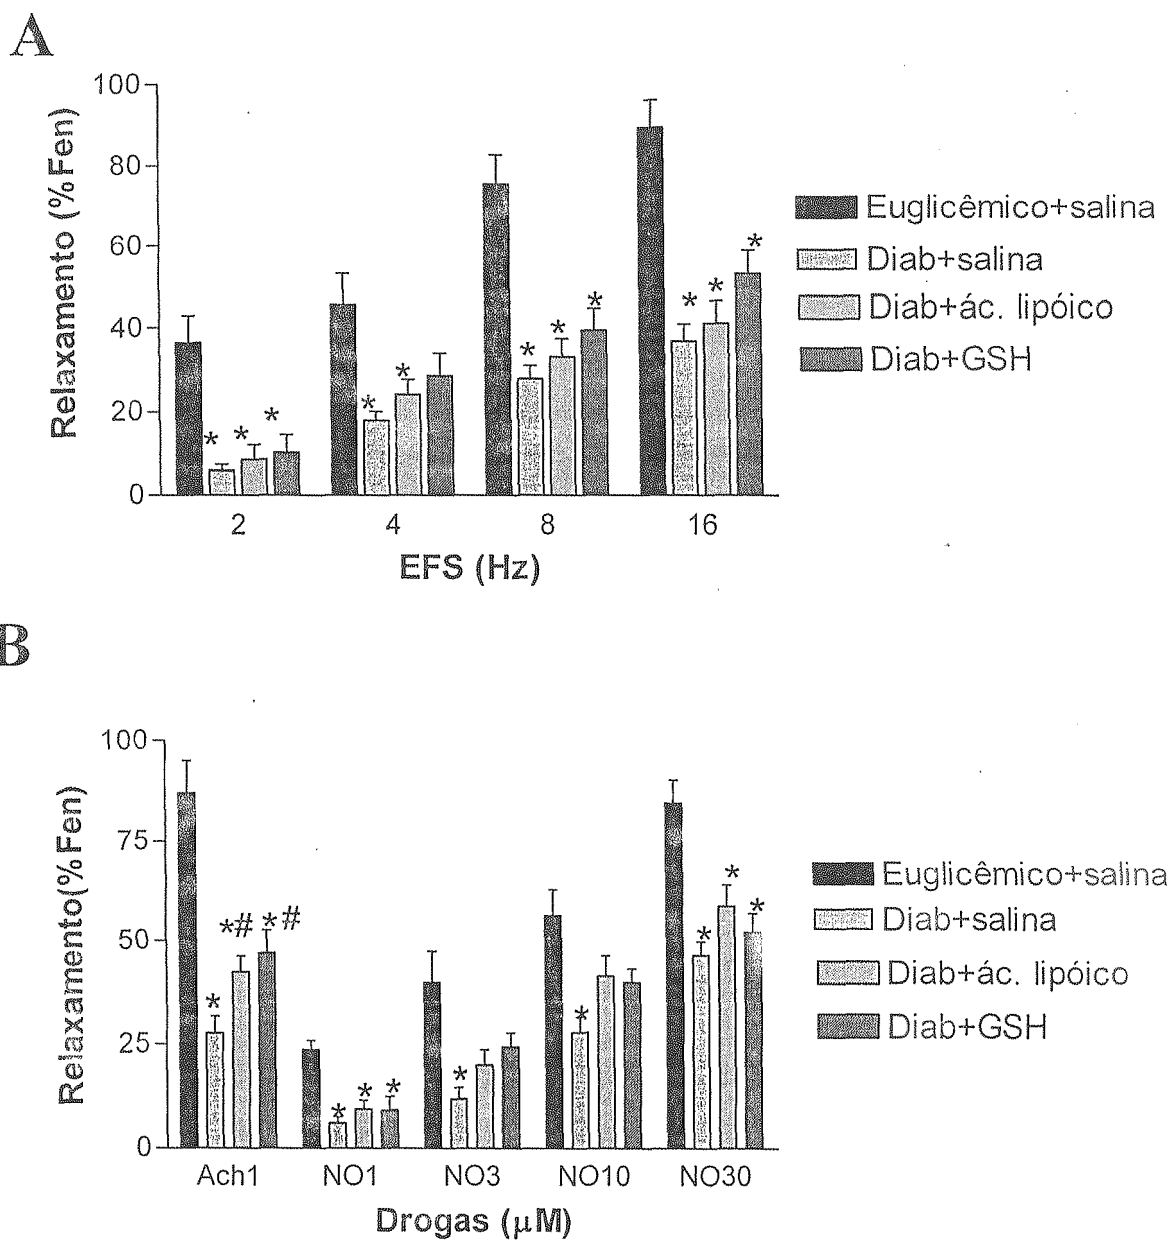 A
Relaxamento (%Fen)
100
80
60
40
20
0
* * *
* *
* * *
* * *
2 4 8 16
EFS (Hz)
Euglicêmico+salina
Diab+salina
Diab+ác. lipóico
Diab+GSH
B
Relaxamento(%Fen)
100
75
50
25
0
* *# *#
* * *
*
*
* * *
Ach1 NO1 NO3 NO10 NO30
Drogas (μM)
Euglicêmico+salina
Diab+salina
Diab+ác. lipóico
Diab+GSH